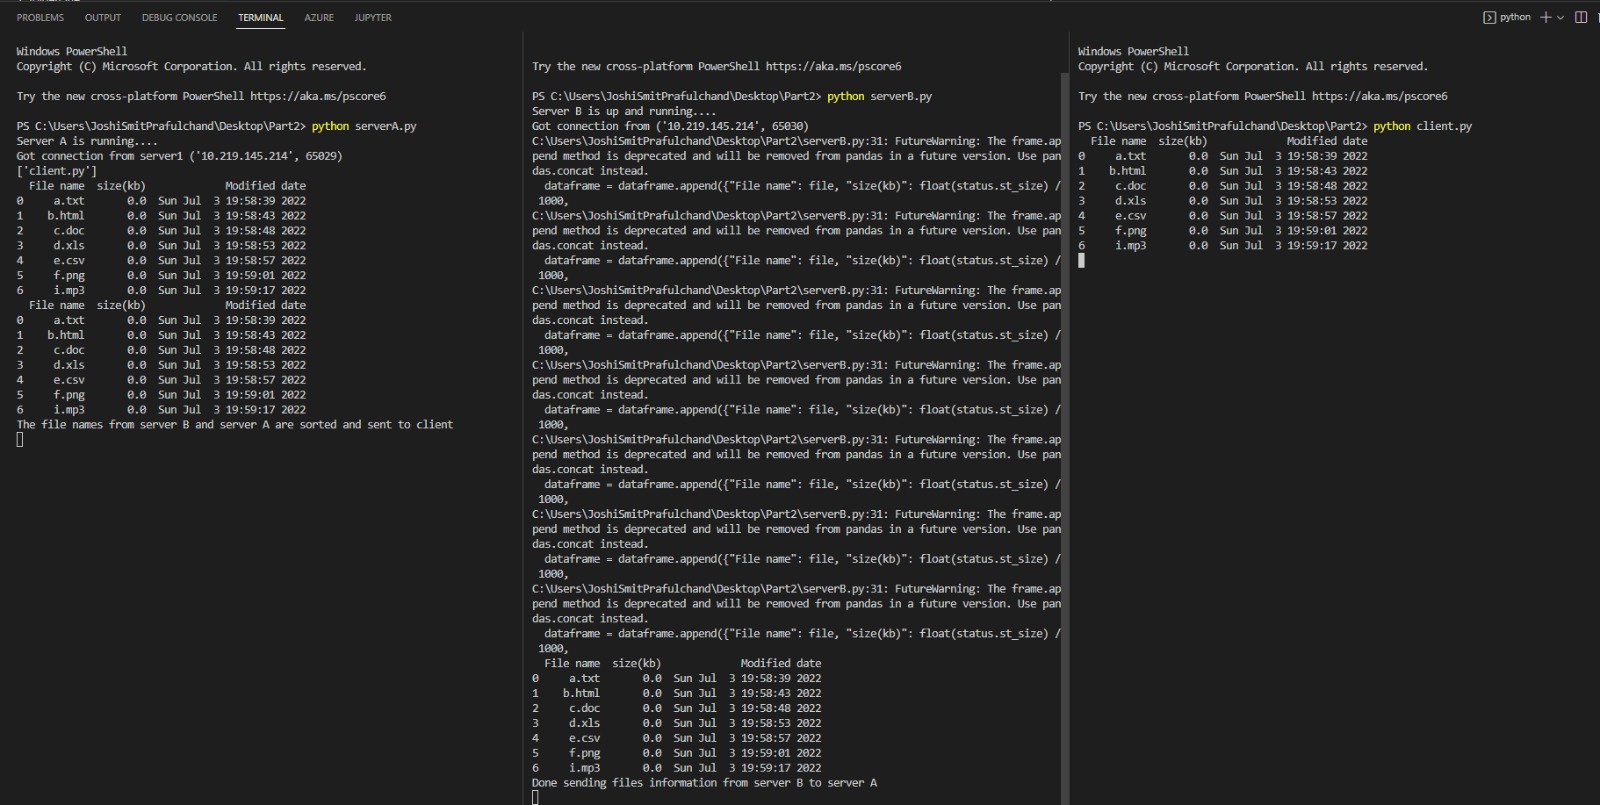 PROBLEMS OUTPUT DEBUG CONSOLE TERMINAL AZURE JUPYTER python
Windows PowerShell
Copyright (C) Microsoft Corporation. All rights reserved.
Try the new cross-platform PowerShell https://aka.ms/pscore6
PS C:\Users\JoshiSmitPrafulchand\Desktop\Part2> python serverA.py
Server A is running....
Got connection from server1 ('10.219.145.214', 65029)
['client.py']
File name size(kb) Modified date
0 a.txt 0.0 Sun Jul 3 19:58:39 2022
1 b.html 0.0 Sun Jul 3 19:58:43 2022
2 c.doc 0.0 Sun Jul 3 19:58:48 2022
3 d.xls 0.0 Sun Jul 3 19:58:53 2022
4 e.csv 0.0 Sun Jul 3 19:58:57 2022
5 f.png 0.0 Sun Jul 3 19:59:01 2022
6 i.mp3 0.0 Sun Jul 3 19:59:17 2022
File name size(kb) Modified date
0 a.txt 0.0 Sun Jul 3 19:58:39 2022
1 b.html 0.0 Sun Jul 3 19:58:43 2022
2 c.doc 0.0 Sun Jul 3 19:58:48 2022
3 d.xls 0.0 Sun Jul 3 19:58:53 2022
4 e.csv 0.0 Sun Jul 3 19:58:57 2022
5 f.png 0.0 Sun Jul 3 19:59:01 2022
6 i.mp3 0.0 Sun Jul 3 19:59:17 2022
The file names from server B and server A are sorted and sent to client
Try the new cross-platform PowerShell https://aka.ms/pscore6
PS C:\Users\JoshiSmitPrafulchand\Desktop\Part2> python serverB.py
Server B is up and running....
Got connection from ('10.219.145.214', 65030)
C:\Users\JoshiSmitPrafulchand\Desktop\Part2\serverB.py:31: FutureWarning: The frame.ap
pend method is deprecated and will be removed from pandas in a future version. Use pan
das.concat instead.
dataframe = dataframe.append({"File name": file, "size(kb)": float(status.st_size) /
1000,
C:\Users\JoshiSmitPrafulchand\Desktop\Part2\serverB.py:31: FutureWarning: The frame.ap
pend method is deprecated and will be removed from pandas in a future version. Use pan
das.concat instead.
dataframe = dataframe.append({"File name": file, "size(kb)": float(status.st_size) /
1000,
C:\Users\JoshiSmitPrafulchand\Desktop\Part2\serverB.py:31: FutureWarning: The frame.ap
pend method is deprecated and will be removed from pandas in a future version. Use pan
das.concat instead.
dataframe = dataframe.append({"File name": file, "size(kb)": float(status.st_size) /
1000,
C:\Users\JoshiSmitPrafulchand\Desktop\Part2\serverB.py:31: FutureWarning: The frame.ap
pend method is deprecated and will be removed from pandas in a future version. Use pan
das.concat instead.
dataframe = dataframe.append({"File name": file, "size(kb)": float(status.st_size) /
1000,
C:\Users\JoshiSmitPrafulchand\Desktop\Part2\serverB.py:31: FutureWarning: The frame.ap
pend method is deprecated and will be removed from pandas in a future version. Use pan
das.concat instead.
dataframe = dataframe.append({"File name": file, "size(kb)": float(status.st_size) /
1000,
C:\Users\JoshiSmitPrafulchand\Desktop\Part2\serverB.py:31: FutureWarning: The frame.ap
pend method is deprecated and will be removed from pandas in a future version. Use pan
das.concat instead.
dataframe = dataframe.append({"File name": file, "size(kb)": float(status.st_size) /
1000,
C:\Users\JoshiSmitPrafulchand\Desktop\Part2\serverB.py:31: FutureWarning: The frame.ap
pend method is deprecated and will be removed from pandas in a future version. Use pan
das.concat instead.
dataframe = dataframe.append({"File name": file, "size(kb)": float(status.st_size) /
1000,
File name size(kb) Modified date
0 a.txt 0.0 Sun Jul 3 19:58:39 2022
1 b.html 0.0 Sun Jul 3 19:58:43 2022
2 c.doc 0.0 Sun Jul 3 19:58:48 2022
3 d.xls 0.0 Sun Jul 3 19:58:53 2022
4 e.csv 0.0 Sun Jul 3 19:58:57 2022
5 f.png 0.0 Sun Jul 3 19:59:01 2022
6 i.mp3 0.0 Sun Jul 3 19:59:17 2022
Done sending files information from server B to server A
Windows PowerShell
Copyright (C) Microsoft Corporation. All rights reserved.
Try the new cross-platform PowerShell https://aka.ms/pscore6
PS C:\Users\JoshiSmitPrafulchand\Desktop\Part2> python client.py
File name size(kb) Modified date
0 a.txt 0.0 Sun Jul 3 19:58:39 2022
1 b.html 0.0 Sun Jul 3 19:58:43 2022
2 c.doc 0.0 Sun Jul 3 19:58:48 2022
3 d.xls 0.0 Sun Jul 3 19:58:53 2022
4 e.csv 0.0 Sun Jul 3 19:58:57 2022
5 f.png 0.0 Sun Jul 3 19:59:01 2022
6 i.mp3 0.0 Sun Jul 3 19:59:17 2022